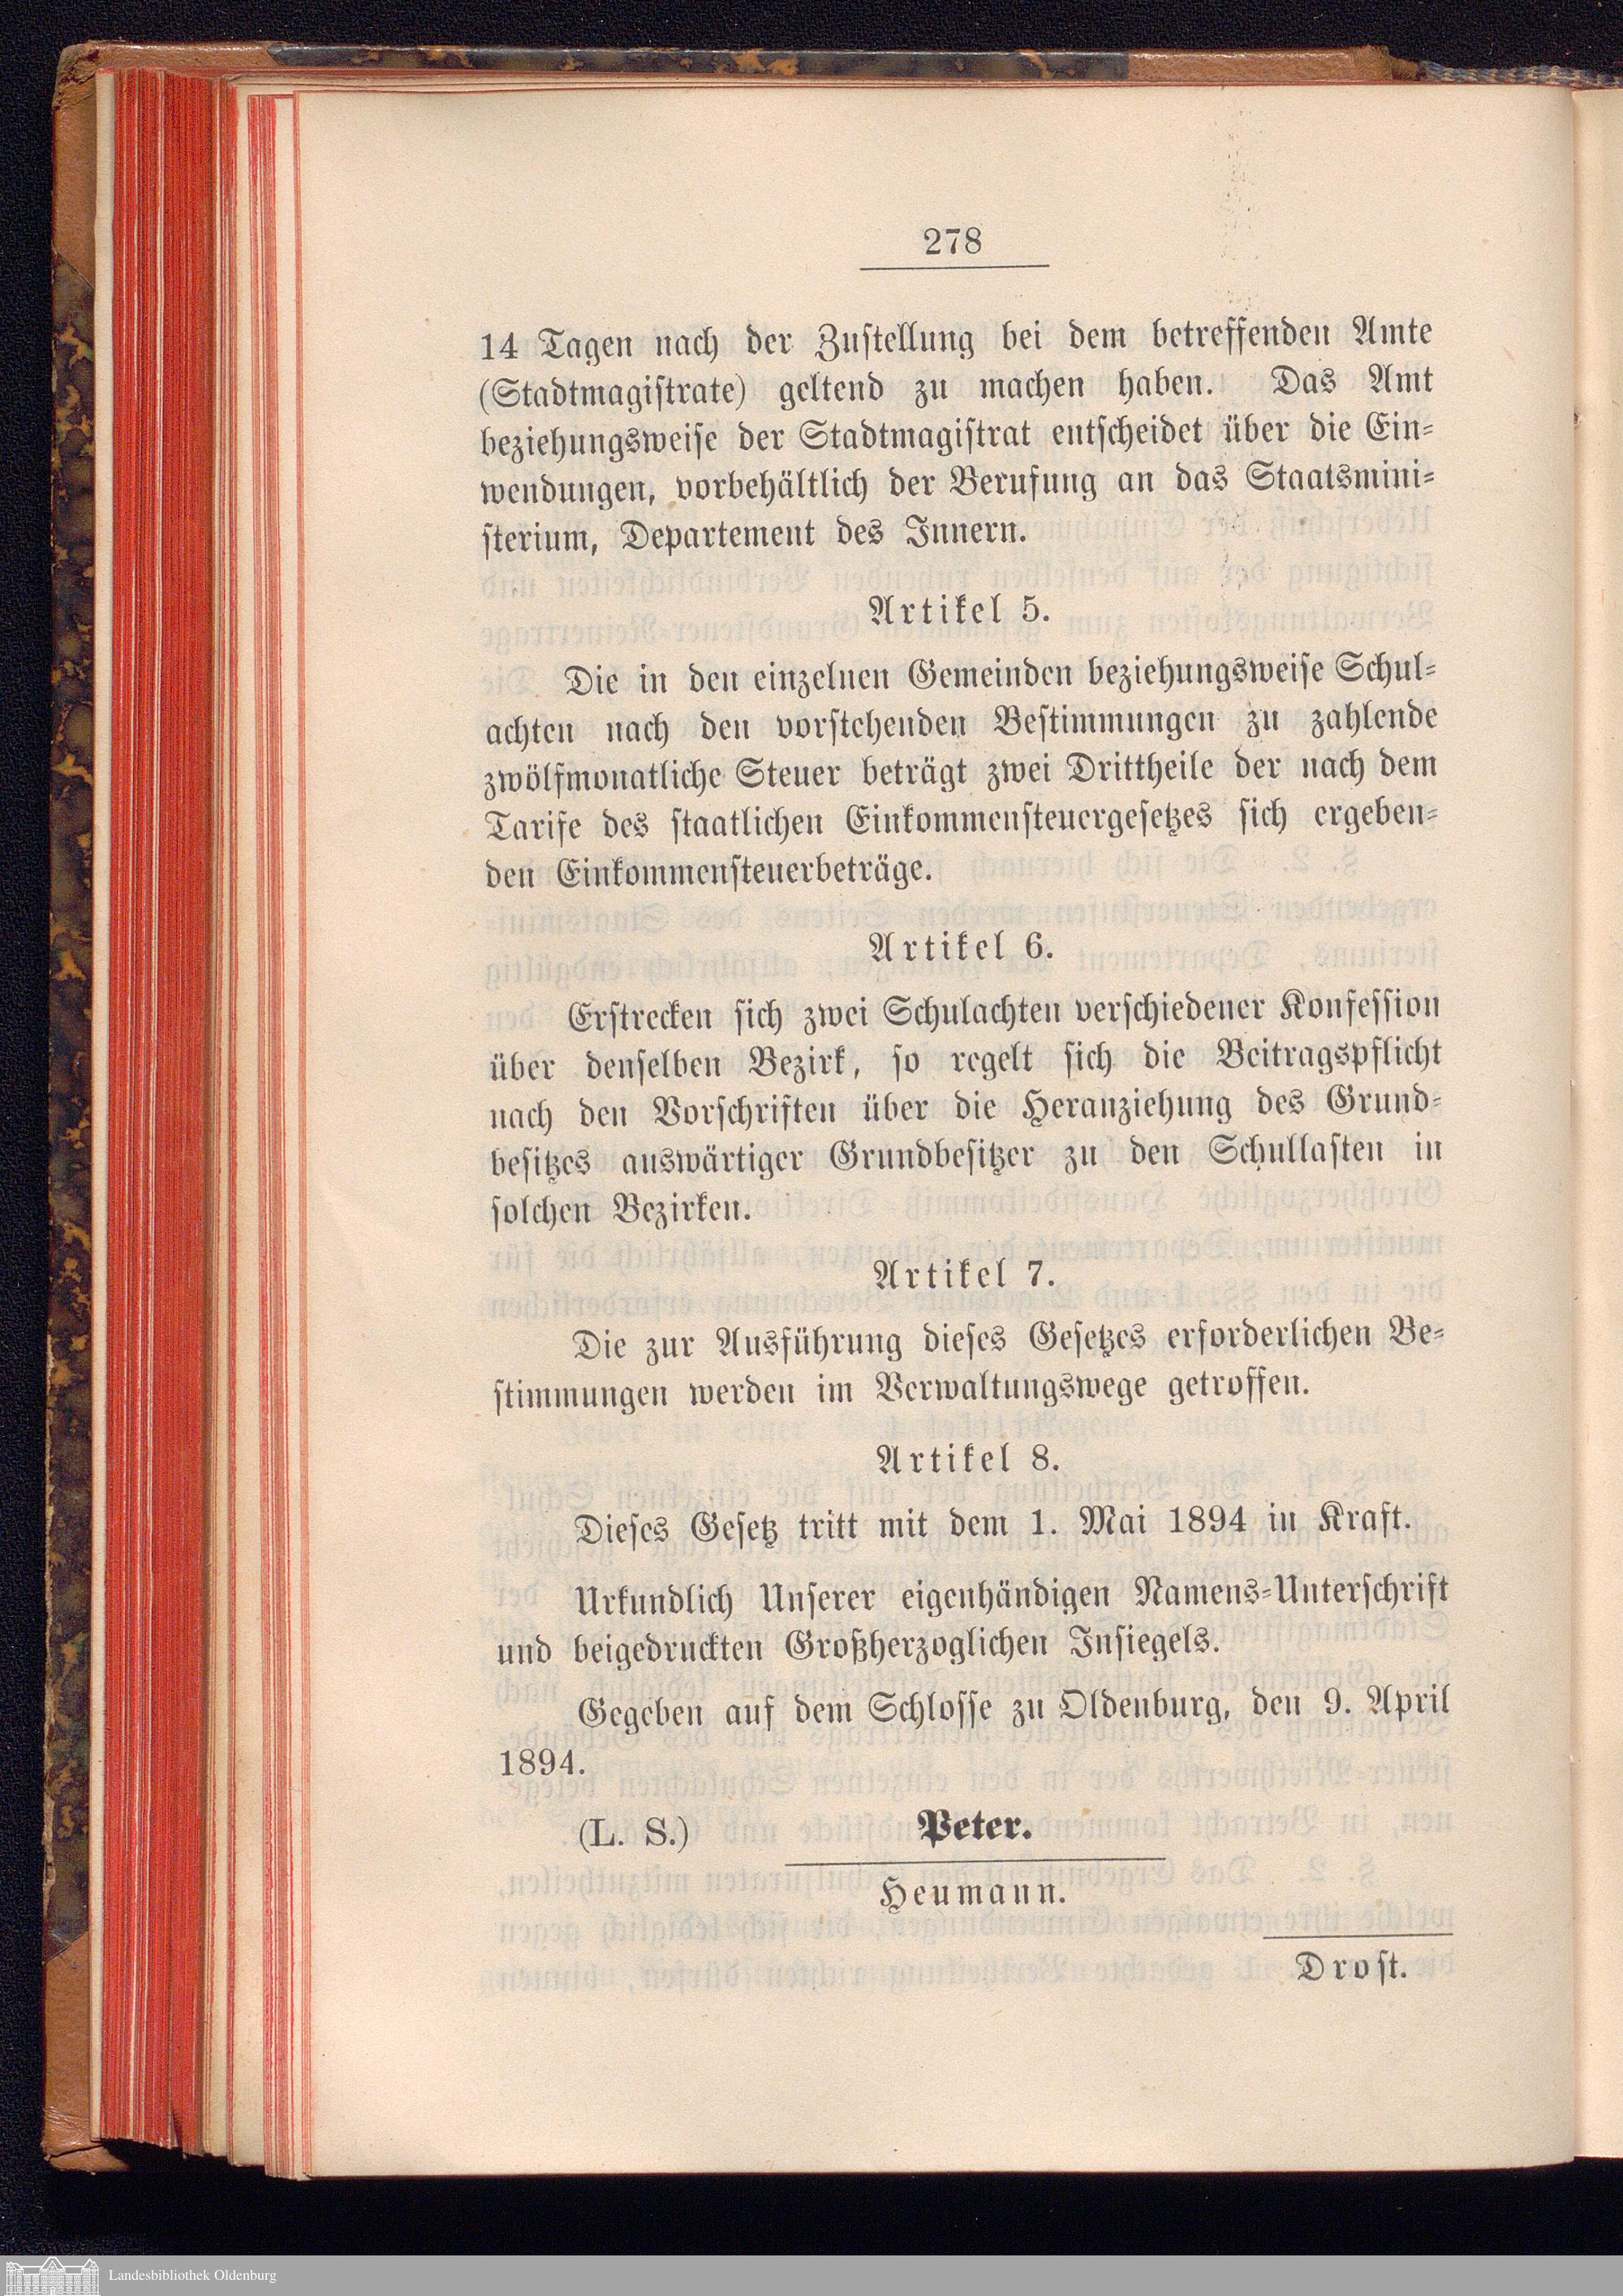 278
14 Tagen nach der Zustellung bei dem betreffenden Amte
(Stadtmagistrate) geltend zu machen haben. Das Amt
beziehungsweise der Stadtmagistrat entscheidet über die Ein-
wendungen, vorbehältlich der Berufung an das Staatsmini-
sterium, Departement des Innern.
Artikel 5.
Die in den einzelnen Gemeinden beziehungsweise Schul-
achten nach den vorstehenden Bestimmungen zu zahlende
zwölfmonatliche Steuer beträgt zwei Drittheile der nach dem
Tarife des staatlichen Einkommensteuergesetzes sich ergeben-
den Einkommensteuerbeträge.
Artikel 6.
Erstrecken sich zwei Schulachten verschiedener Konfession
über denselben Bezirk, so regelt sich die Beitragspflicht
nach den Vorschriften über die Heranziehung des Grund-
besitzes auswärtiger Grundbesitzer zu den Schullasten in
solchen Bezirken.
Artikel 7.
Die zur Ausführung dieses Gesetzes erforderlichen Be-
stimmungen werden im Verwaltungswege getroffen.
Artikel 8.
Dieses Gesetz tritt mit dem 1. Mai 1894 in Kraft.
Urkundlich Unserer eigenhändigen Namens-Unterschrift
und beigedruckten Großherzoglichen Insiegels.
Gegeben auf dem Schlosse zu Oldenburg, den 9. April
1894.
(L. S.) Peter.
Heumann.
Drost.
Landesbibliothek Oldenburg